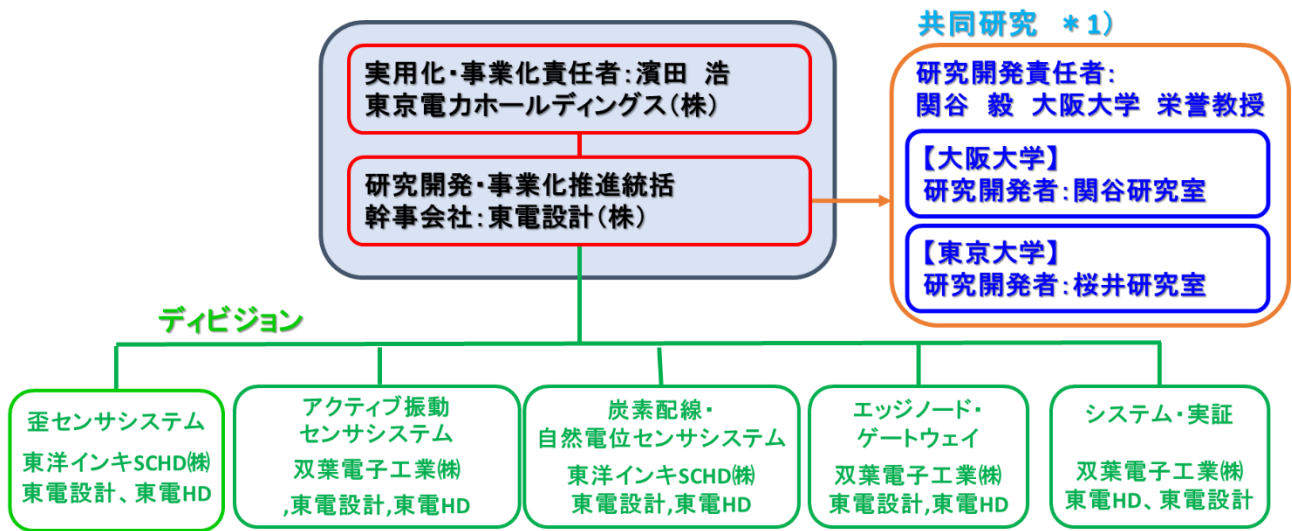 共同研究 *1)
実用化・事業化責任者:濱田 浩
東京電力ホールディングス(株)
研究開発・事業化推進統括
幹事会社:東電設計(株)
研究開発責任者:
関谷 毅 大阪大学 栄誉教授
【大阪大学】
研究開発者:関谷研究室
【東京大学】
研究開発者:桜井研究室
ディビジョン
歪センサシステム
東洋インキSCHD㈱
東電設計、東電HD
アクティブ振動
センサシステム
双葉電子工業㈱
,東電設計,東電HD
炭素配線・
自然電位センサシステム
東洋インキSCHD㈱
東電設計,東電HD
エッジノード・
ゲートウェイ
双葉電子工業㈱
東電設計,東電HD
システム・実証
双葉電子工業㈱
東電HD、東電設計